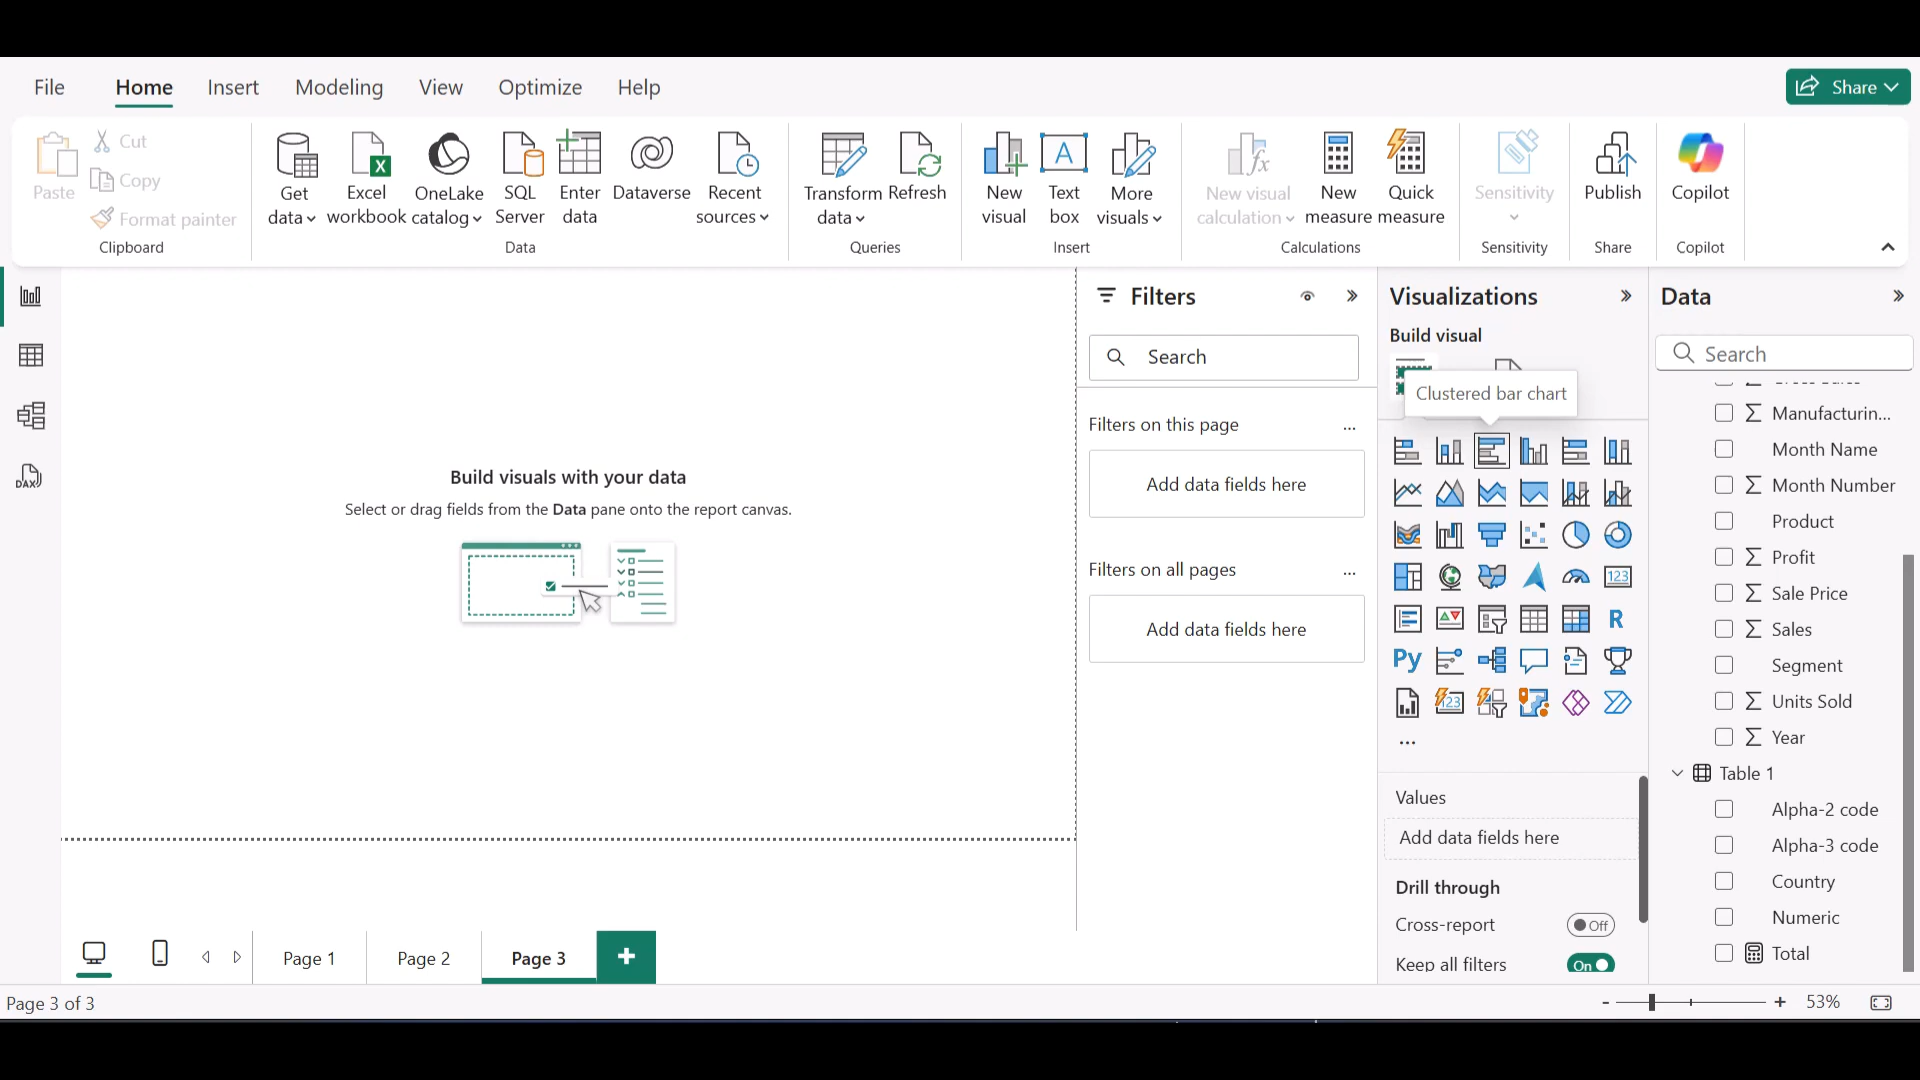 File Home Insert Modeling View Optimize Help Share
Paste
Cut
Copy
Format painter
Clipboard
Get data
Excel workbook
OneLake catalog
SQL Server
Enter data
Dataverse
Recent sources
Data
Transform data
Refresh
Queries
New visual
A
Text box
More visuals
Insert
fx
New visual calculation
New measure
Quick measure
Calculations
Sensitivity
Sensitivity
Publish
Share
Copilot
Copilot
DAX
Build visuals with your data
Select or drag fields from the Data pane onto the report canvas.
Filters
Search
Filters on this page ...
Add data fields here
Filters on all pages ...
Add data fields here
Visualizations
Build visual
Clustered bar chart
123
R
Py
123
...
Values
Add data fields here
Drill through
Cross-report Off
Keep all filters On
Data
Search
Manufacturin...
Month Name
Month Number
Product
Profit
Sale Price
Sales
Segment
Units Sold
Year
Table 1
Alpha-2 code
Alpha-3 code
Country
Numeric
Total
Page 1 Page 2 Page 3 +
Page 3 of 3
- + 53%